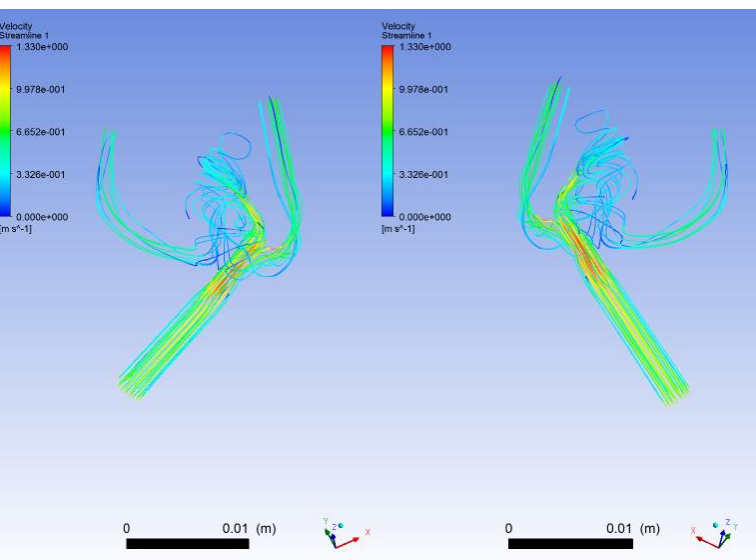 Velocity
Streamline 1
1.330e+000
9.978e-001
6.652e-001
3.326e-001
0.000e+000
[m s^-1]
Velocity
Streamline 1
1.330e+000
9.978e-001
6.652e-001
3.326e-001
0.000e+000
[m s^-1]
0 0.01 (m)
Y Z X
0 0.01 (m)
X Z Y